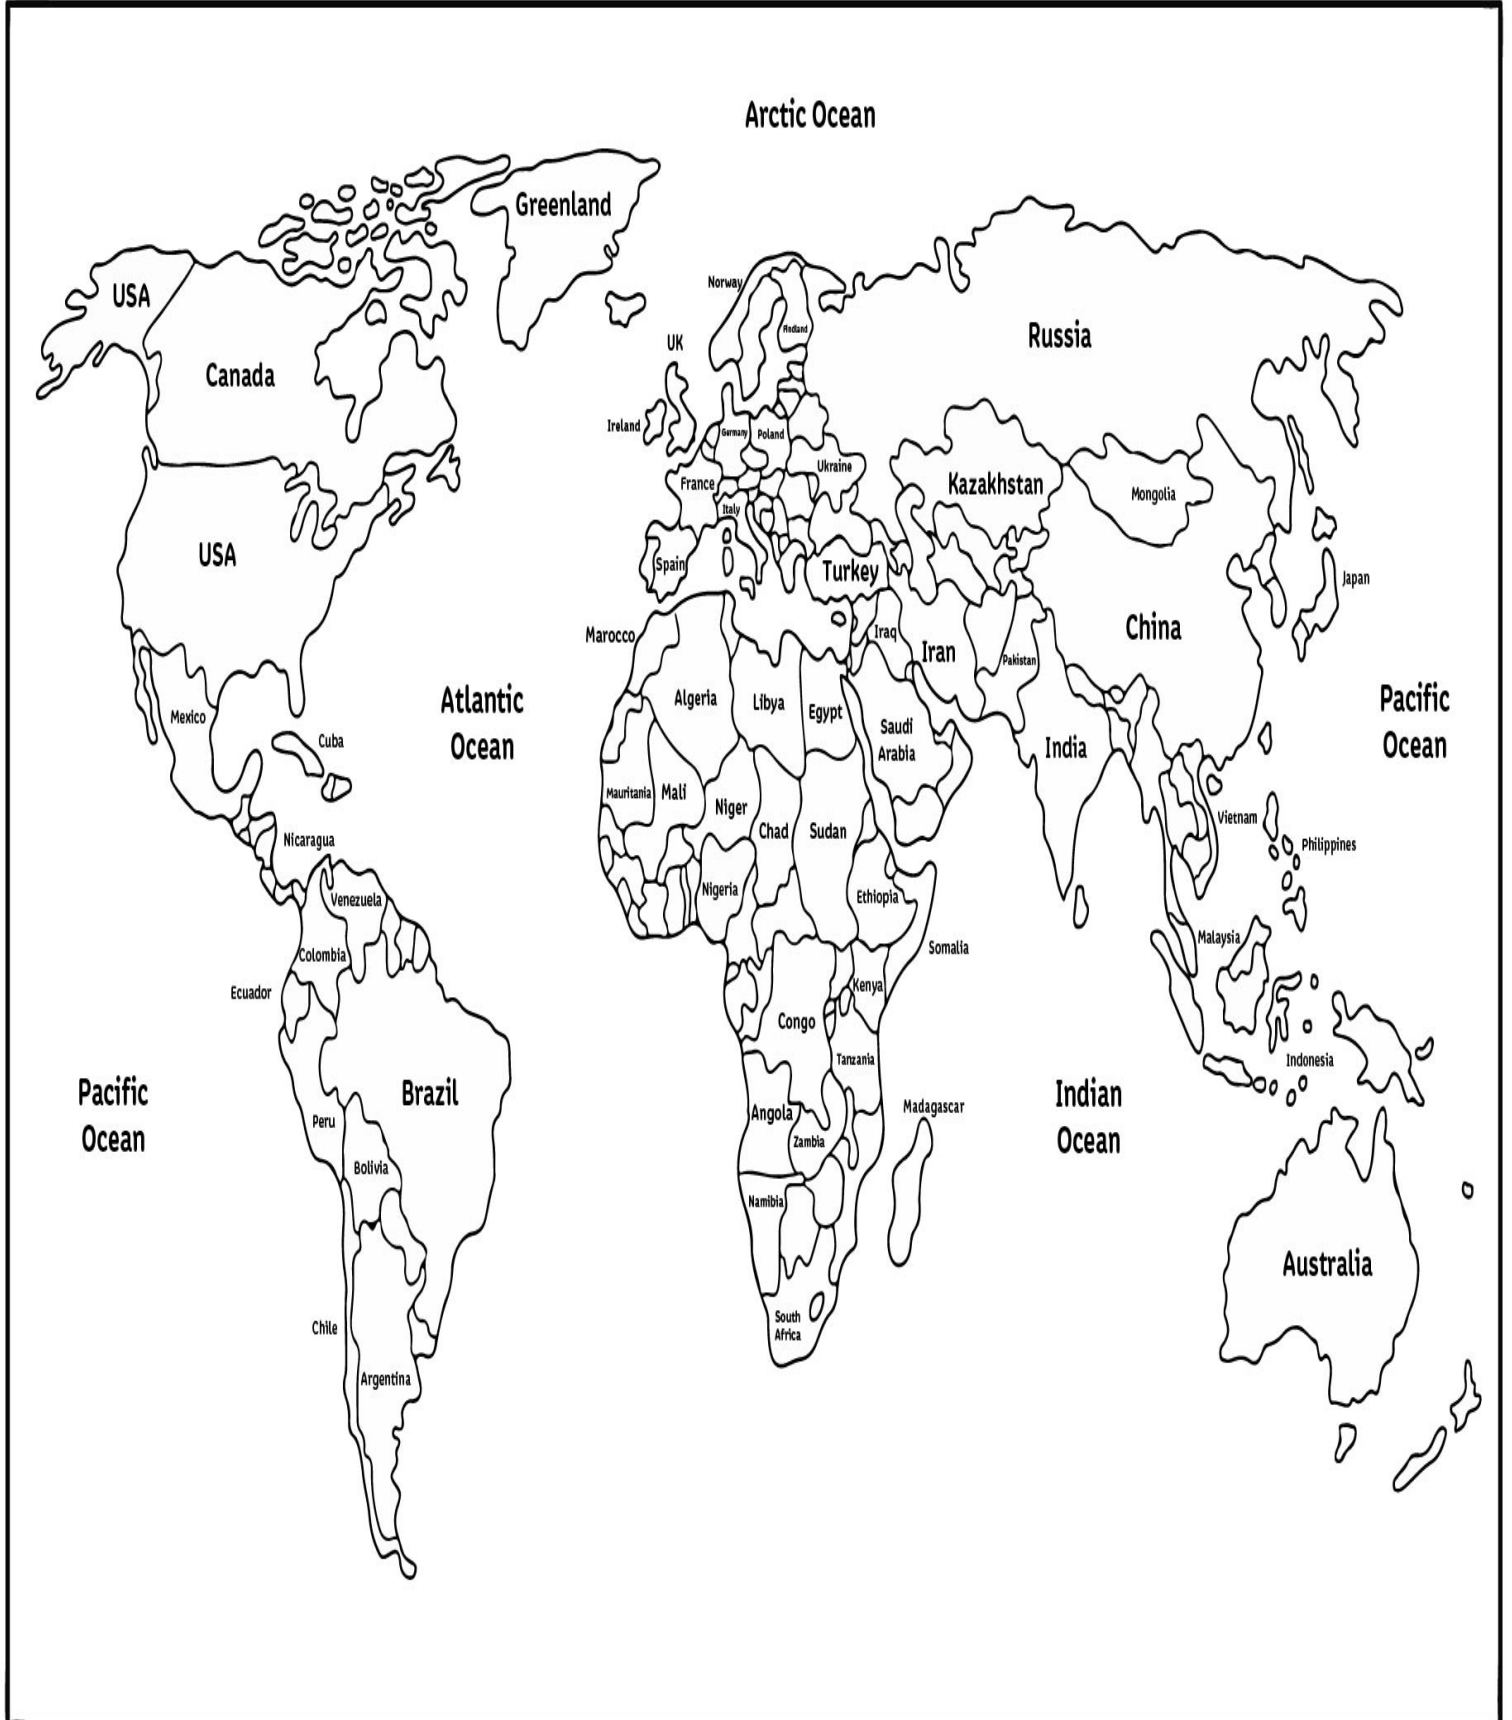 Arctic Ocean
Greenland
USA
Canada
USA
Mexico
Cuba
Nicaragua
Atlantic
Ocean
Pacific
Ocean
Venezuela
Colombia
Ecuador
Brazil
Peru
Bolivia
Chile
Argentina
Norway
Findland
UK
Ireland
Germany
Poland
Ukraine
France
Italy
Spain
Turkey
Russia
Kazakhstan
Mongolia
China
Japan
Iraq
Iran
Pakistan
India
Saudi
Arabia
Marocco
Algeria
Libya
Egypt
Mauritania
Mali
Niger
Chad
Sudan
Nigeria
Ethiopia
Somalia
Kenya
Congo
Tanzania
Angola
Zambia
Madagascar
Namibia
South
Africa
Indian
Ocean
Pacific
Ocean
Vietnam
Philippines
Malaysia
Indonesia
Australia